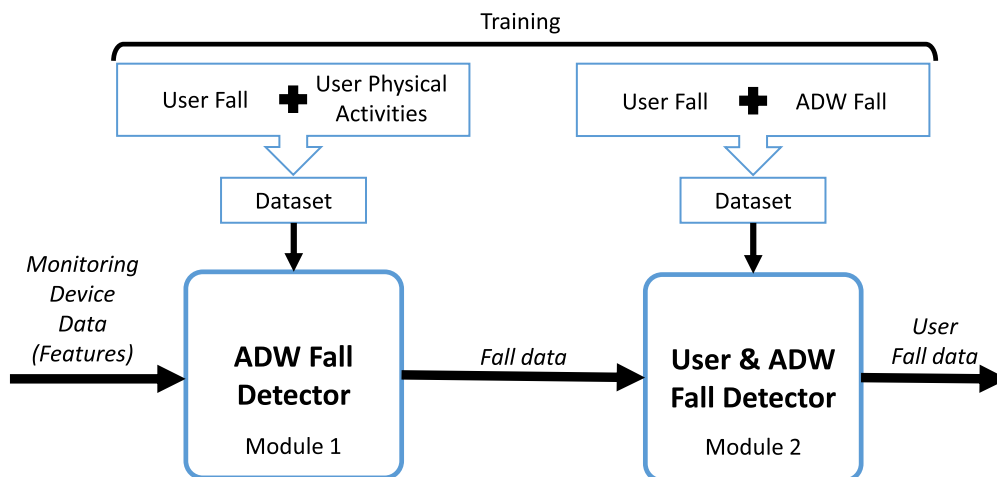 Training
User Fall
User Physical
Activities
User Fall
ADW Fall
Dataset
Dataset
Monitoring
Device
Data
(Features)
ADW Fall
Detector
Module 1
Fall data
User & ADW
Fall Detector
Module 2
User
Fall data